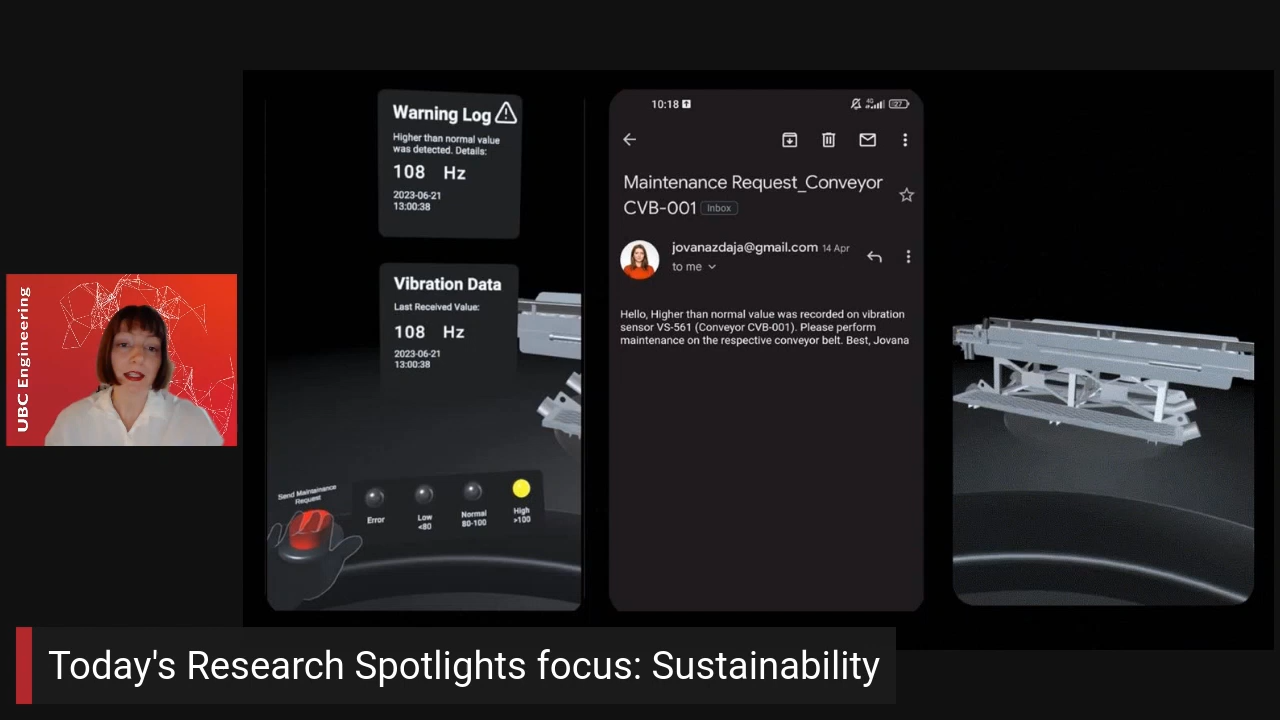 UBC Engineering
Warning Log
Higher than normal value
was detected. Details:
108 Hz
2023-06-21
13:00:38
Vibration Data
Last Received Value:
108 Hz
2023-06-21
13:00:38
Send Maintainance
Request
Error
Low
<80
Normal
80-100
High
>100
10:18
4G
27
Maintenance Request_Conveyor
CVB-001 Inbox
jovanazdaja@gmail.com 14 Apr
to me
Hello, Higher than normal value was recorded on vibration
sensor VS-561 (Conveyor CVB-001). Please perform
maintenance on the respective conveyor belt. Best, Jovana
Today's Research Spotlights focus: Sustainability